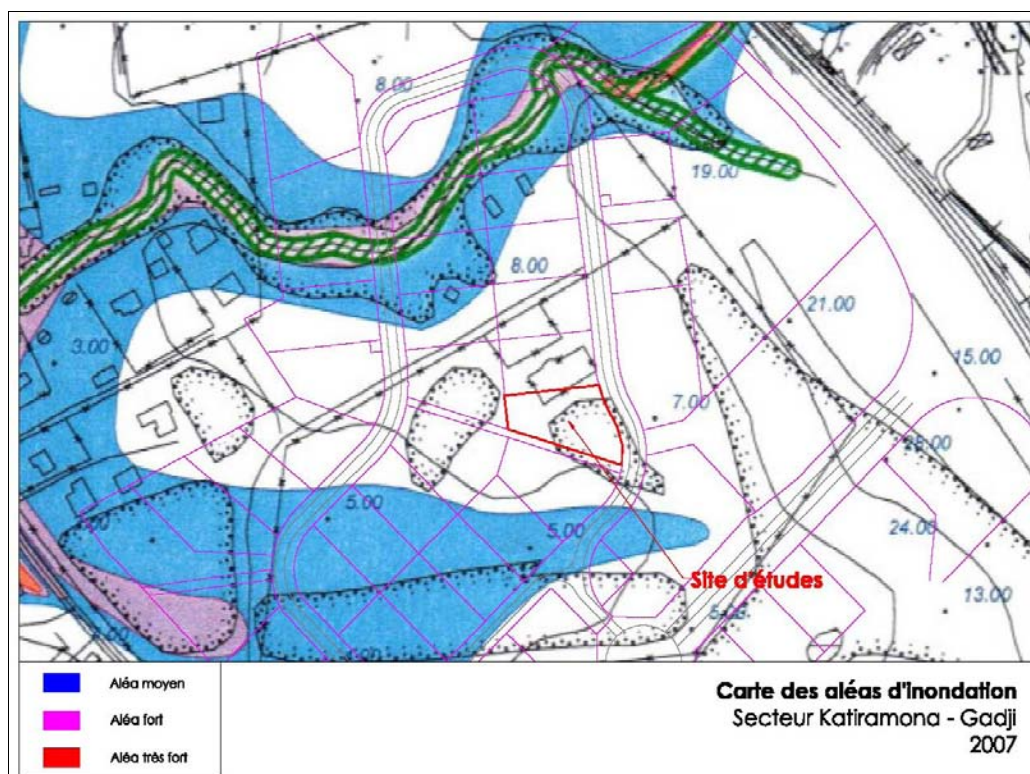 8.00
19.00
8.00
21.00
3.00
15.00
7.00
5.00
5.00
24.00
Site d'études
13.00
Aléa moyen
Aléa fort
Aléa très fort
Carte des aléas d'inondation
Secteur Katiramona - Gadji
2007